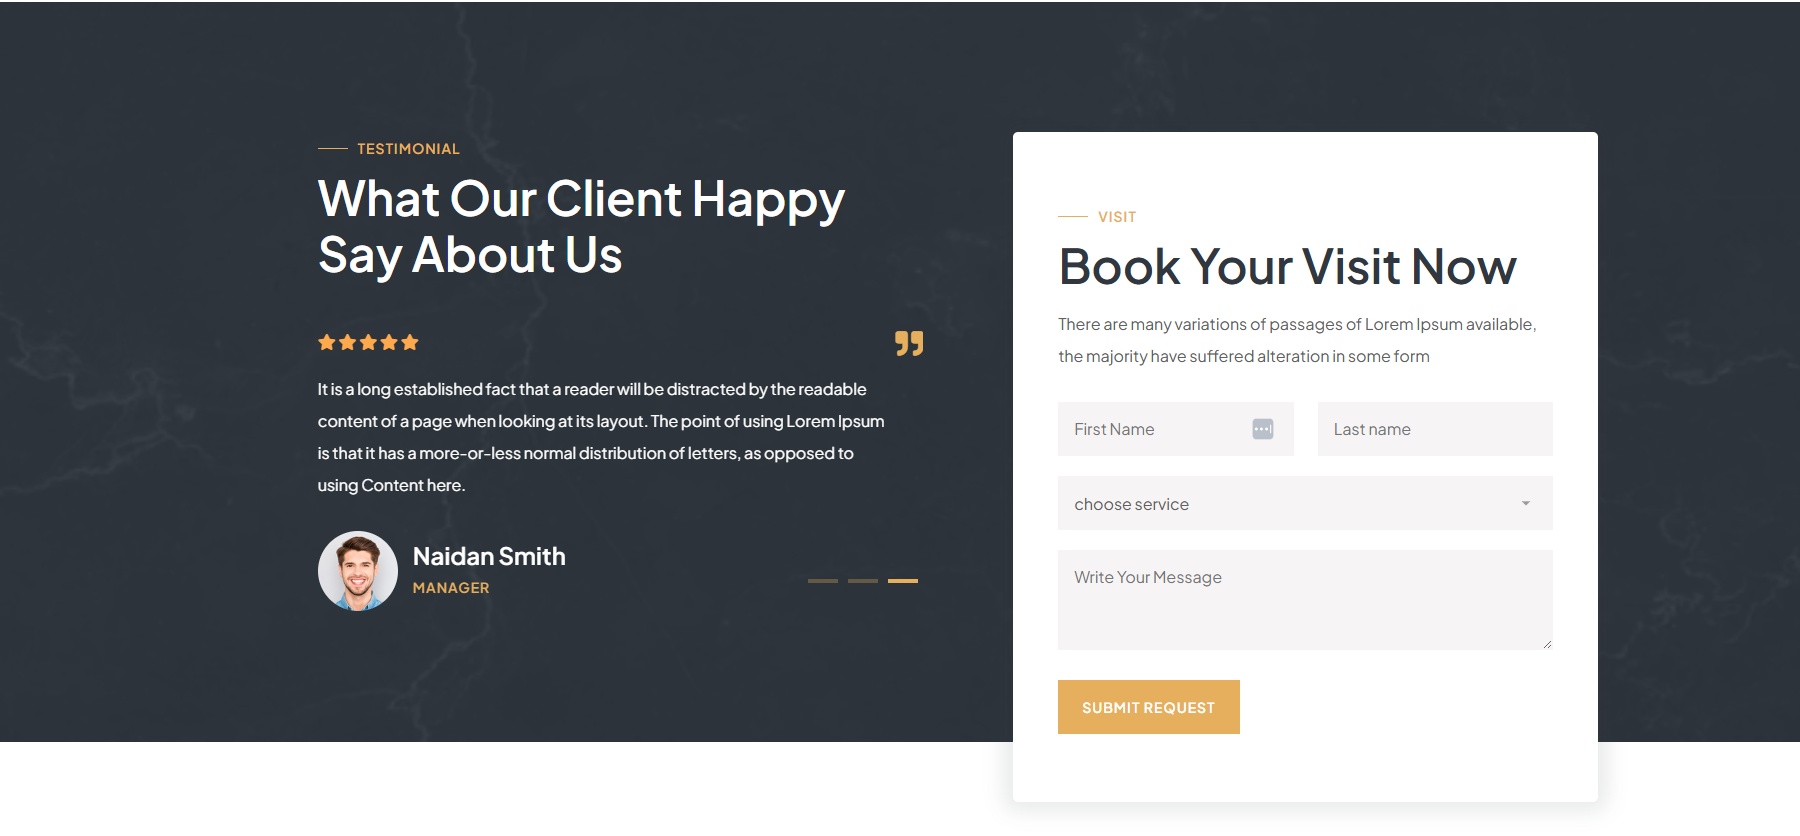 TESTIMONIAL
What Our Client Happy
Say About Us
It is a long established fact that a reader will be distracted by the readable
content of a page when looking at its layout. The point of using Lorem Ipsum
is that it has a more-or-less normal distribution of letters, as opposed to
using Content here.
Naidan Smith
MANAGER
VISIT
Book Your Visit Now
There are many variations of passages of Lorem Ipsum available,
the majority have suffered alteration in some form
First Name
Last name
choose service
Write Your Message
SUBMIT REQUEST